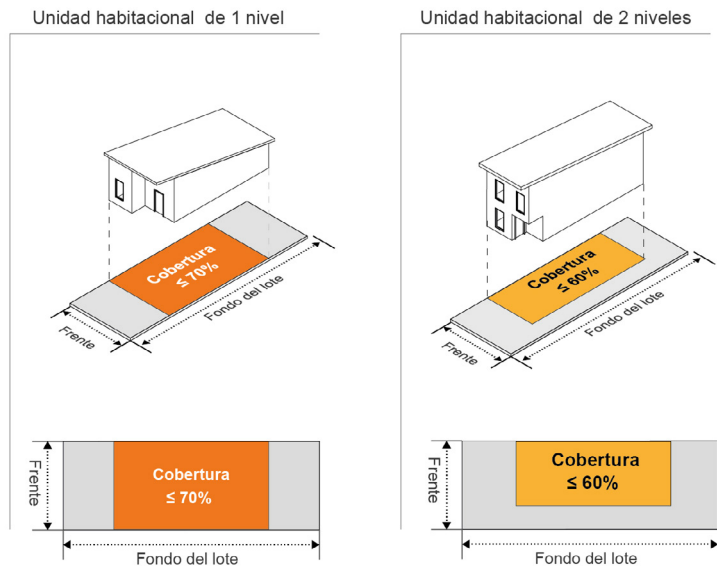 Unidad habitacional de 1 nivel
Cobertura
≤ 70%
Frente
Fondo del lote
Frente
Cobertura
≤ 70%
Fondo del lote
Unidad habitacional de 2 niveles
Cobertura
≤ 60%
Frente
Fondo del lote
Frente
Cobertura
≤ 60%
Fondo del lote